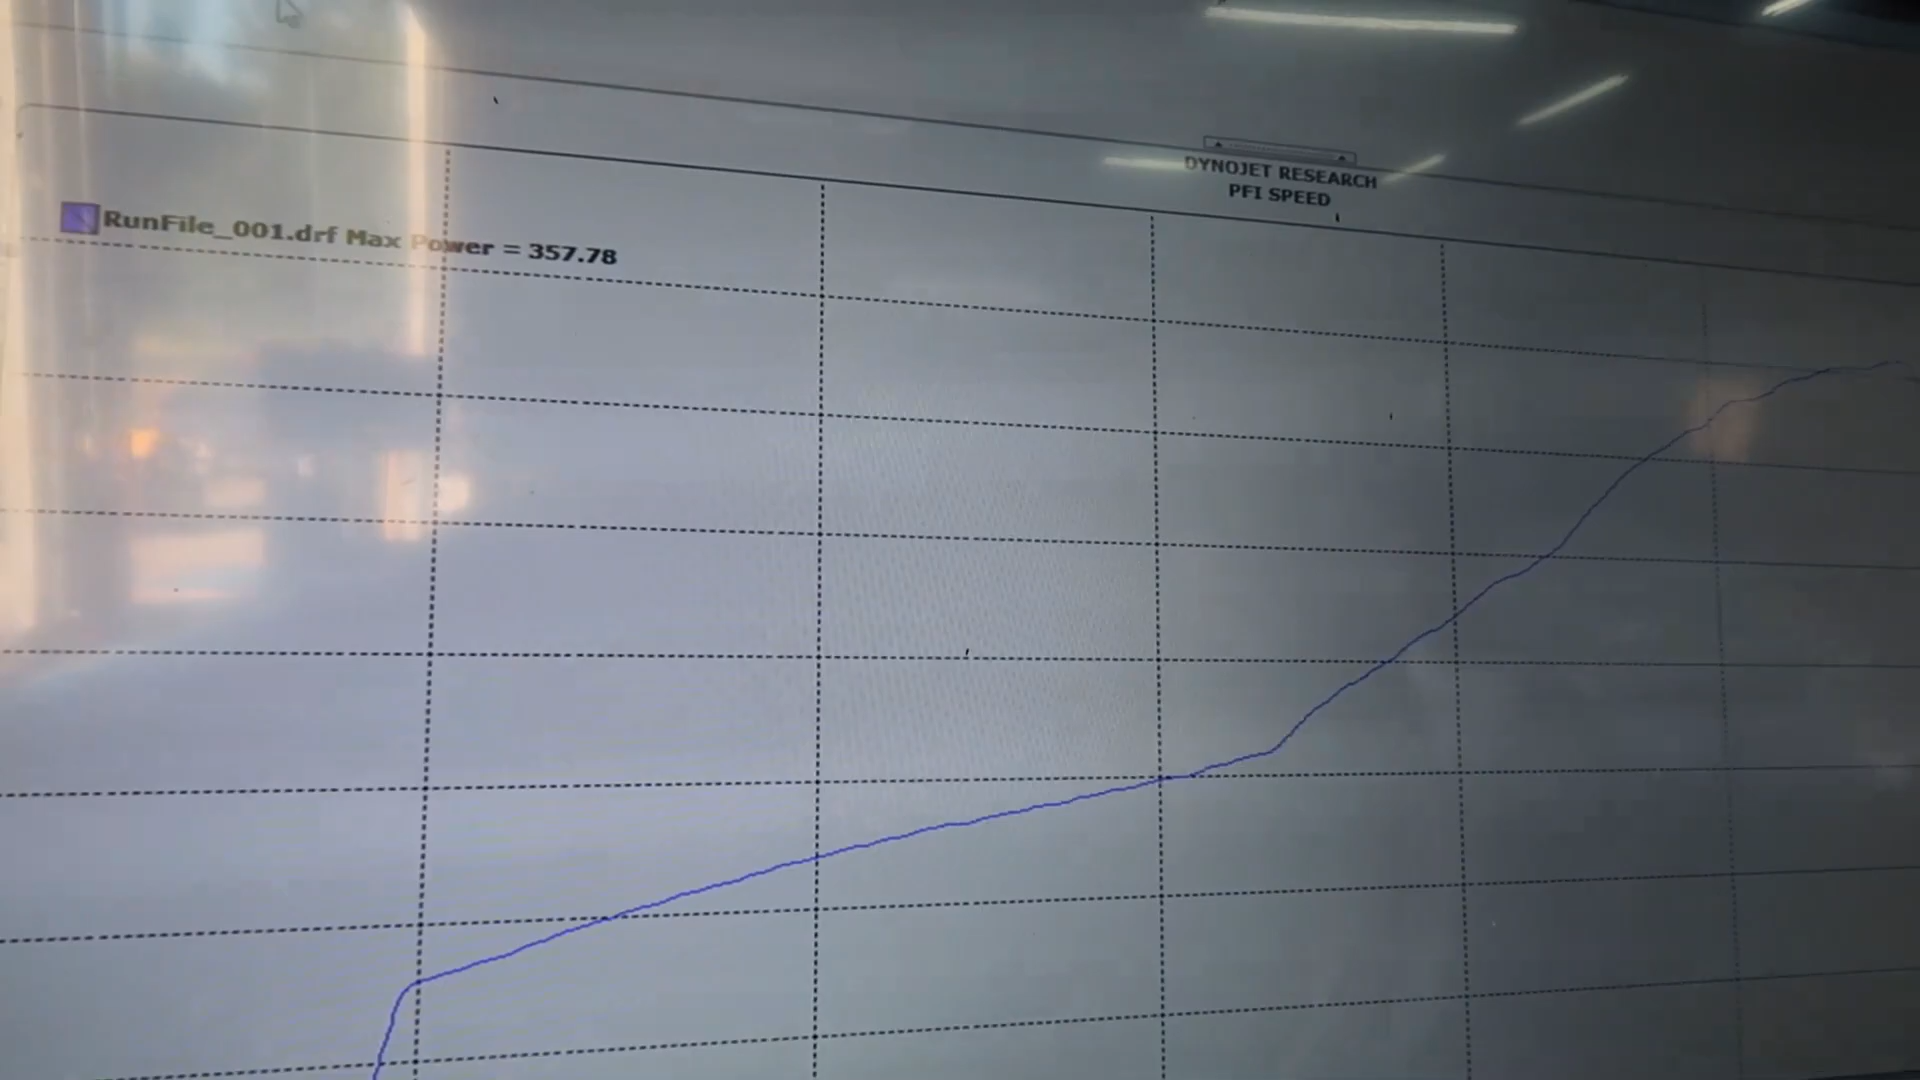 DYNOJET RESEARCH
PFI SPEED
RunFile_001.drf Max Power = 357.78